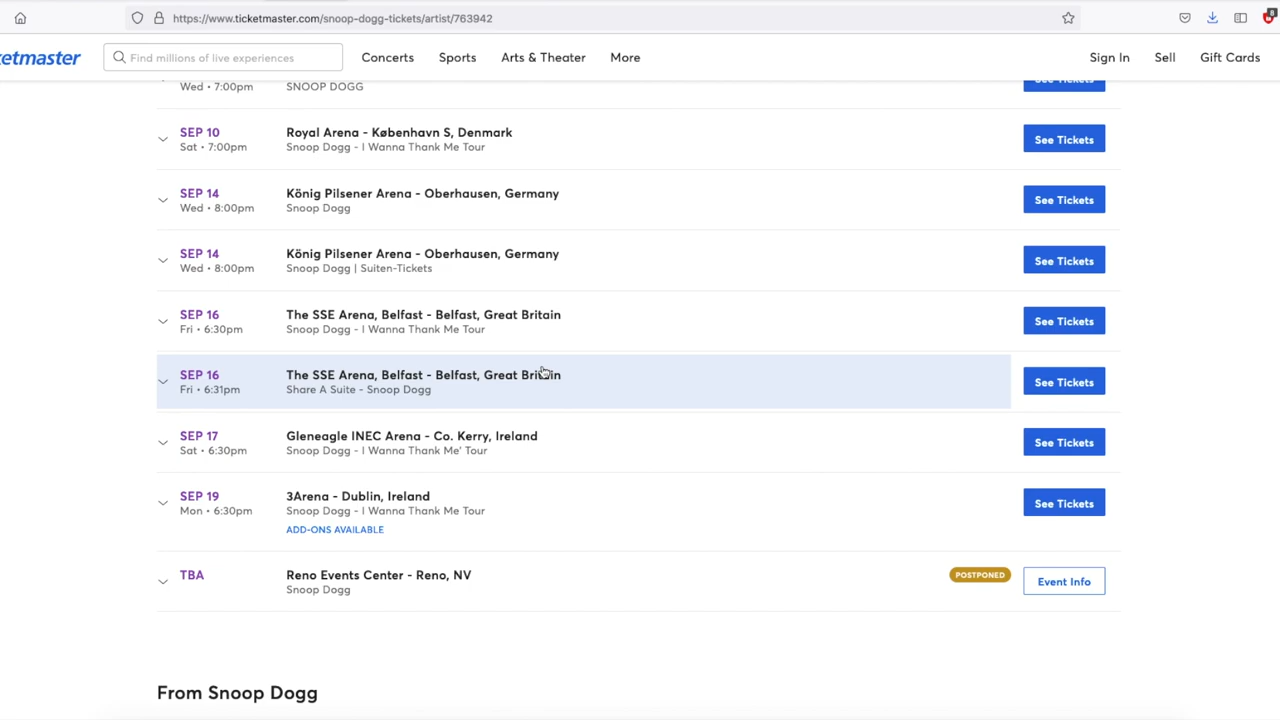 https://www.ticketmaster.com/snoop-dogg-tickets/artist/763942
8
etmaster
Find millions of live experiences
Concerts
Sports
Arts & Theater
More
Sign In
Sell
Gift Cards
Wed • 7:00pm
SNOOP DOGG
See Tickets
SEP 10
Royal Arena - København S, Denmark
Sat • 7:00pm
Snoop Dogg - I Wanna Thank Me Tour
See Tickets
SEP 14
König Pilsener Arena - Oberhausen, Germany
Wed • 8:00pm
Snoop Dogg
See Tickets
SEP 14
König Pilsener Arena - Oberhausen, Germany
Wed • 8:00pm
Snoop Dogg | Suiten-Tickets
See Tickets
SEP 16
The SSE Arena, Belfast - Belfast, Great Britain
Fri • 6:30pm
Snoop Dogg - I Wanna Thank Me Tour
See Tickets
SEP 16
The SSE Arena, Belfast - Belfast, Great Britain
Fri • 6:31pm
Share A Suite - Snoop Dogg
See Tickets
SEP 17
Gleneagle INEC Arena - Co. Kerry, Ireland
Sat • 6:30pm
Snoop Dogg - I Wanna Thank Me' Tour
See Tickets
SEP 19
3Arena - Dublin, Ireland
Mon • 6:30pm
Snoop Dogg - I Wanna Thank Me Tour
ADD-ONS AVAILABLE
See Tickets
TBA
Reno Events Center - Reno, NV
Snoop Dogg
POSTPONED
Event Info
From Snoop Dogg